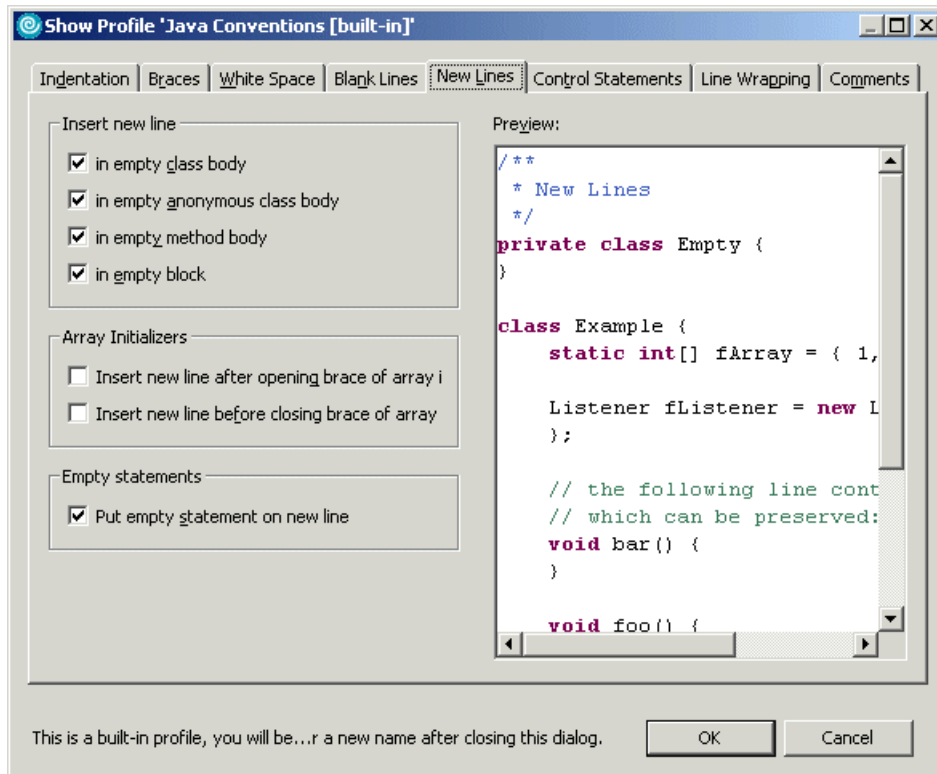 Show Profile 'Java Conventions [built-in]'
Indentation Braces White Space Blank Lines New Lines Control Statements Line Wrapping Comments
Insert new line
in empty class body
in empty anonymous class body
in empty method body
in empty block
Array Initializers
Insert new line after opening brace of array i
Insert new line before closing brace of array
Empty statements
Put empty statement on new line
Preview:
/**
 * New Lines
 */
private class Empty {
}
class Example {
    static int[] fArray = { 1,
    Listener fListener = new L
    };
    // the following line cont
    // which can be preserved:
    void bar() {
    }
    void foo() {
This is a built-in profile, you will be...r a new name after closing this dialog.
OK
Cancel